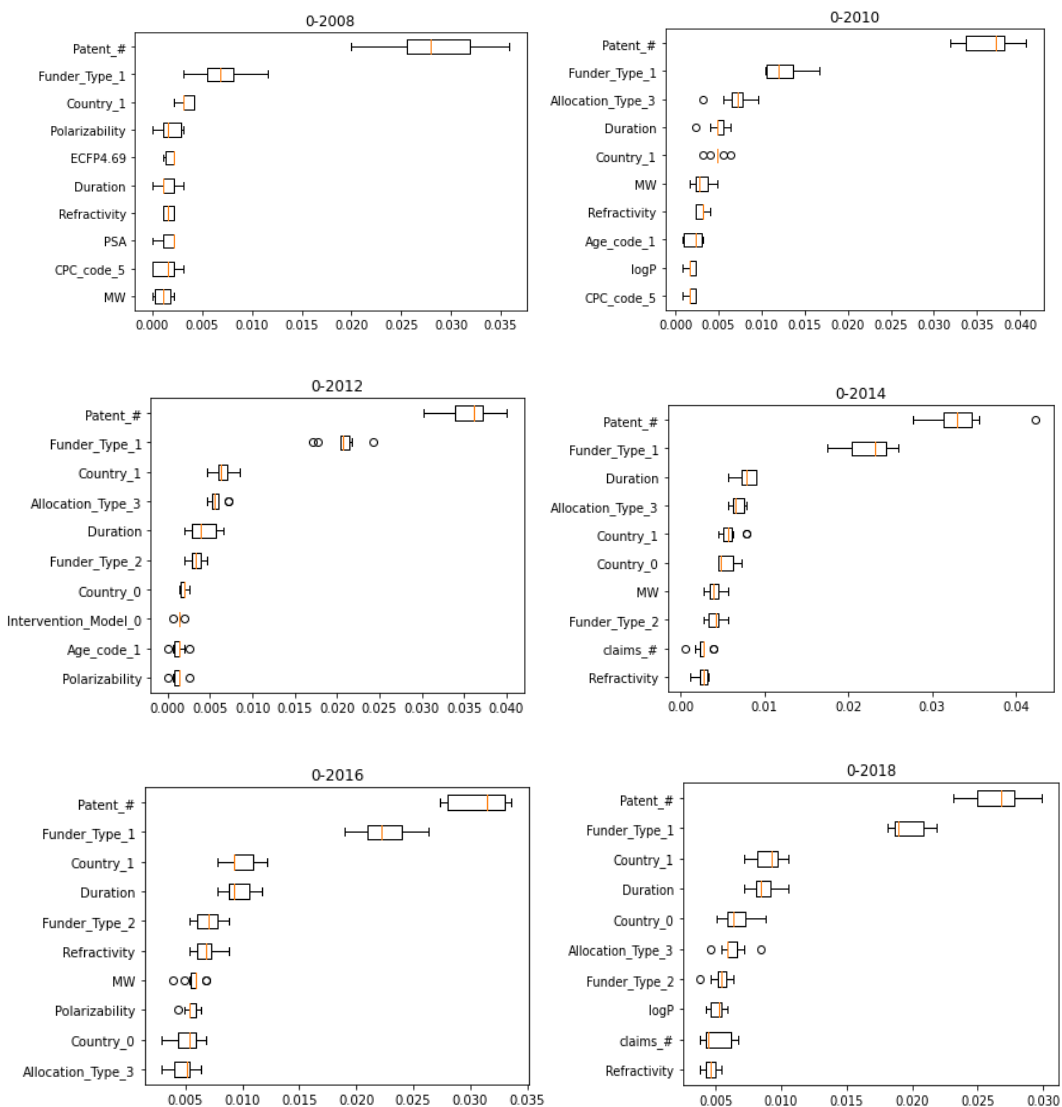 0-2008
Patent_#
Funder_Type_1
Country_1
Polarizability
ECFP4.69
Duration
Refractivity
PSA
CPC_code_5
MW
0.000 0.005 0.010 0.015 0.020 0.025 0.030 0.035
0-2010
Patent_#
Funder_Type_1
Allocation_Type_3
Duration
Country_1
MW
Refractivity
Age_code_1
logP
CPC_code_5
0.000 0.005 0.010 0.015 0.020 0.025 0.030 0.035 0.040
0-2012
Patent_#
Funder_Type_1
Country_1
Allocation_Type_3
Duration
Funder_Type_2
Country_0
Intervention_Model_0
Age_code_1
Polarizability
0.000 0.005 0.010 0.015 0.020 0.025 0.030 0.035 0.040
0-2014
Patent_#
Funder_Type_1
Duration
Allocation_Type_3
Country_1
Country_0
MW
Funder_Type_2
claims_#
Refractivity
0.00 0.01 0.02 0.03 0.04
0-2016
Patent_#
Funder_Type_1
Country_1
Duration
Funder_Type_2
Refractivity
MW
Polarizability
Country_0
Allocation_Type_3
0.005 0.010 0.015 0.020 0.025 0.030 0.035
0-2018
Patent_#
Funder_Type_1
Country_1
Duration
Country_0
Allocation_Type_3
Funder_Type_2
logP
claims_#
Refractivity
0.005 0.010 0.015 0.020 0.025 0.030